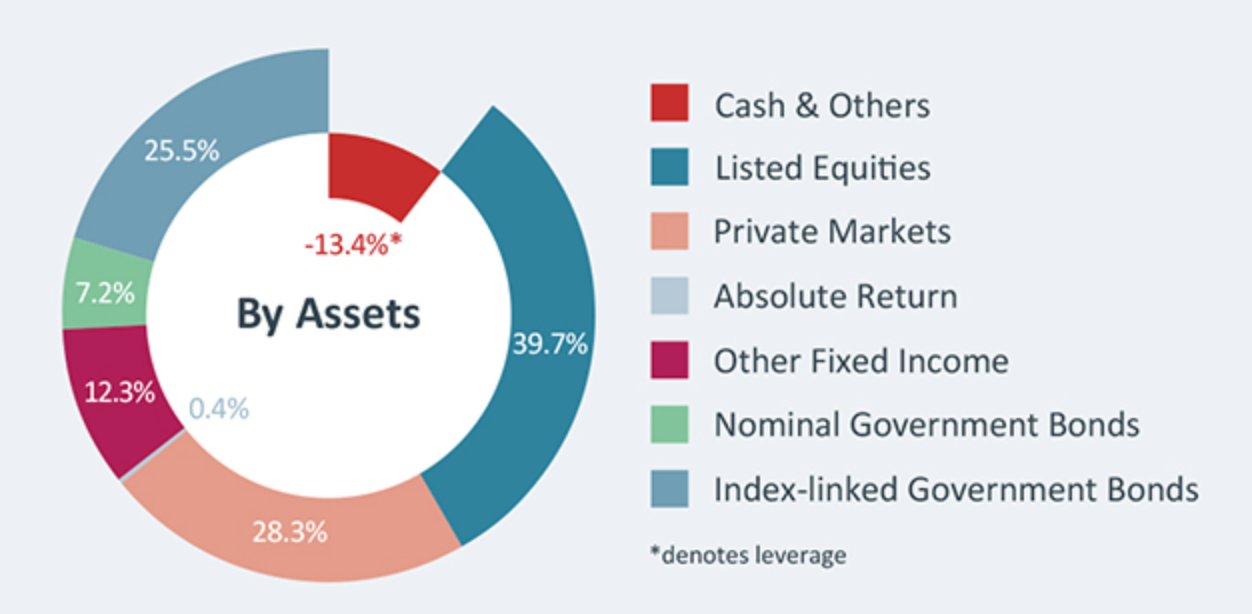 25.5%
-13.4%*
7.2%
By Assets
39.7%
12.3%
0.4%
28.3%
Cash & Others
Listed Equities
Private Markets
Absolute Return
Other Fixed Income
Nominal Government Bonds
Index-linked Government Bonds
*denotes leverage